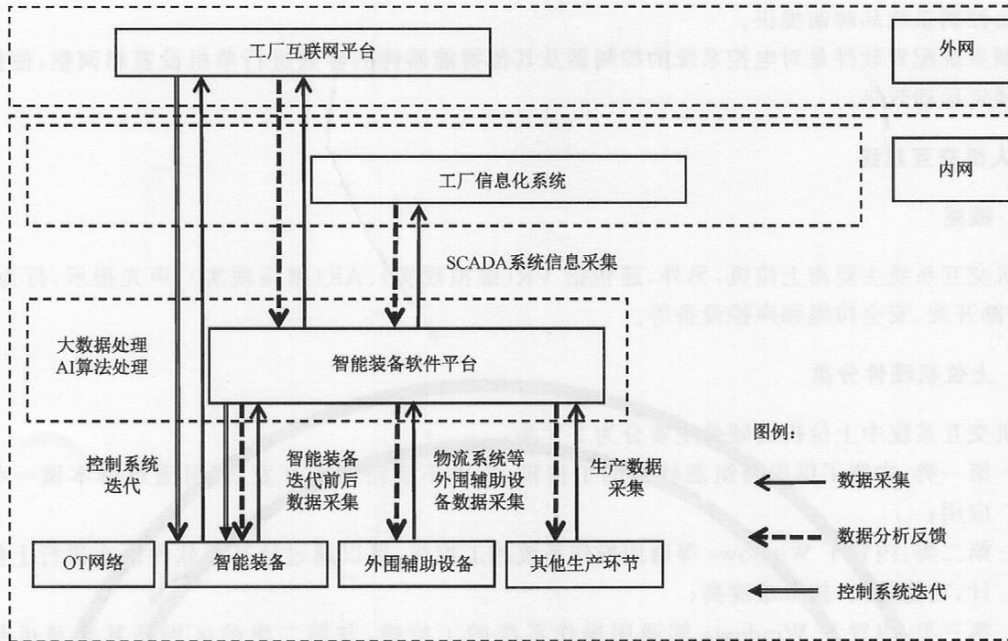 工厂互联网平台
外网
工厂信息化系统
内网
SCADA系统信息采集
大数据处理
AI算法处理
智能装备软件平台
图例：
控制系统
迭代
智能装备
迭代前后
数据采集
物流系统等
外围辅助设
备数据采集
生产数据
采集
数据采集
数据分析反馈
控制系统迭代
OT网络
智能装备
外围辅助设备
其他生产环节